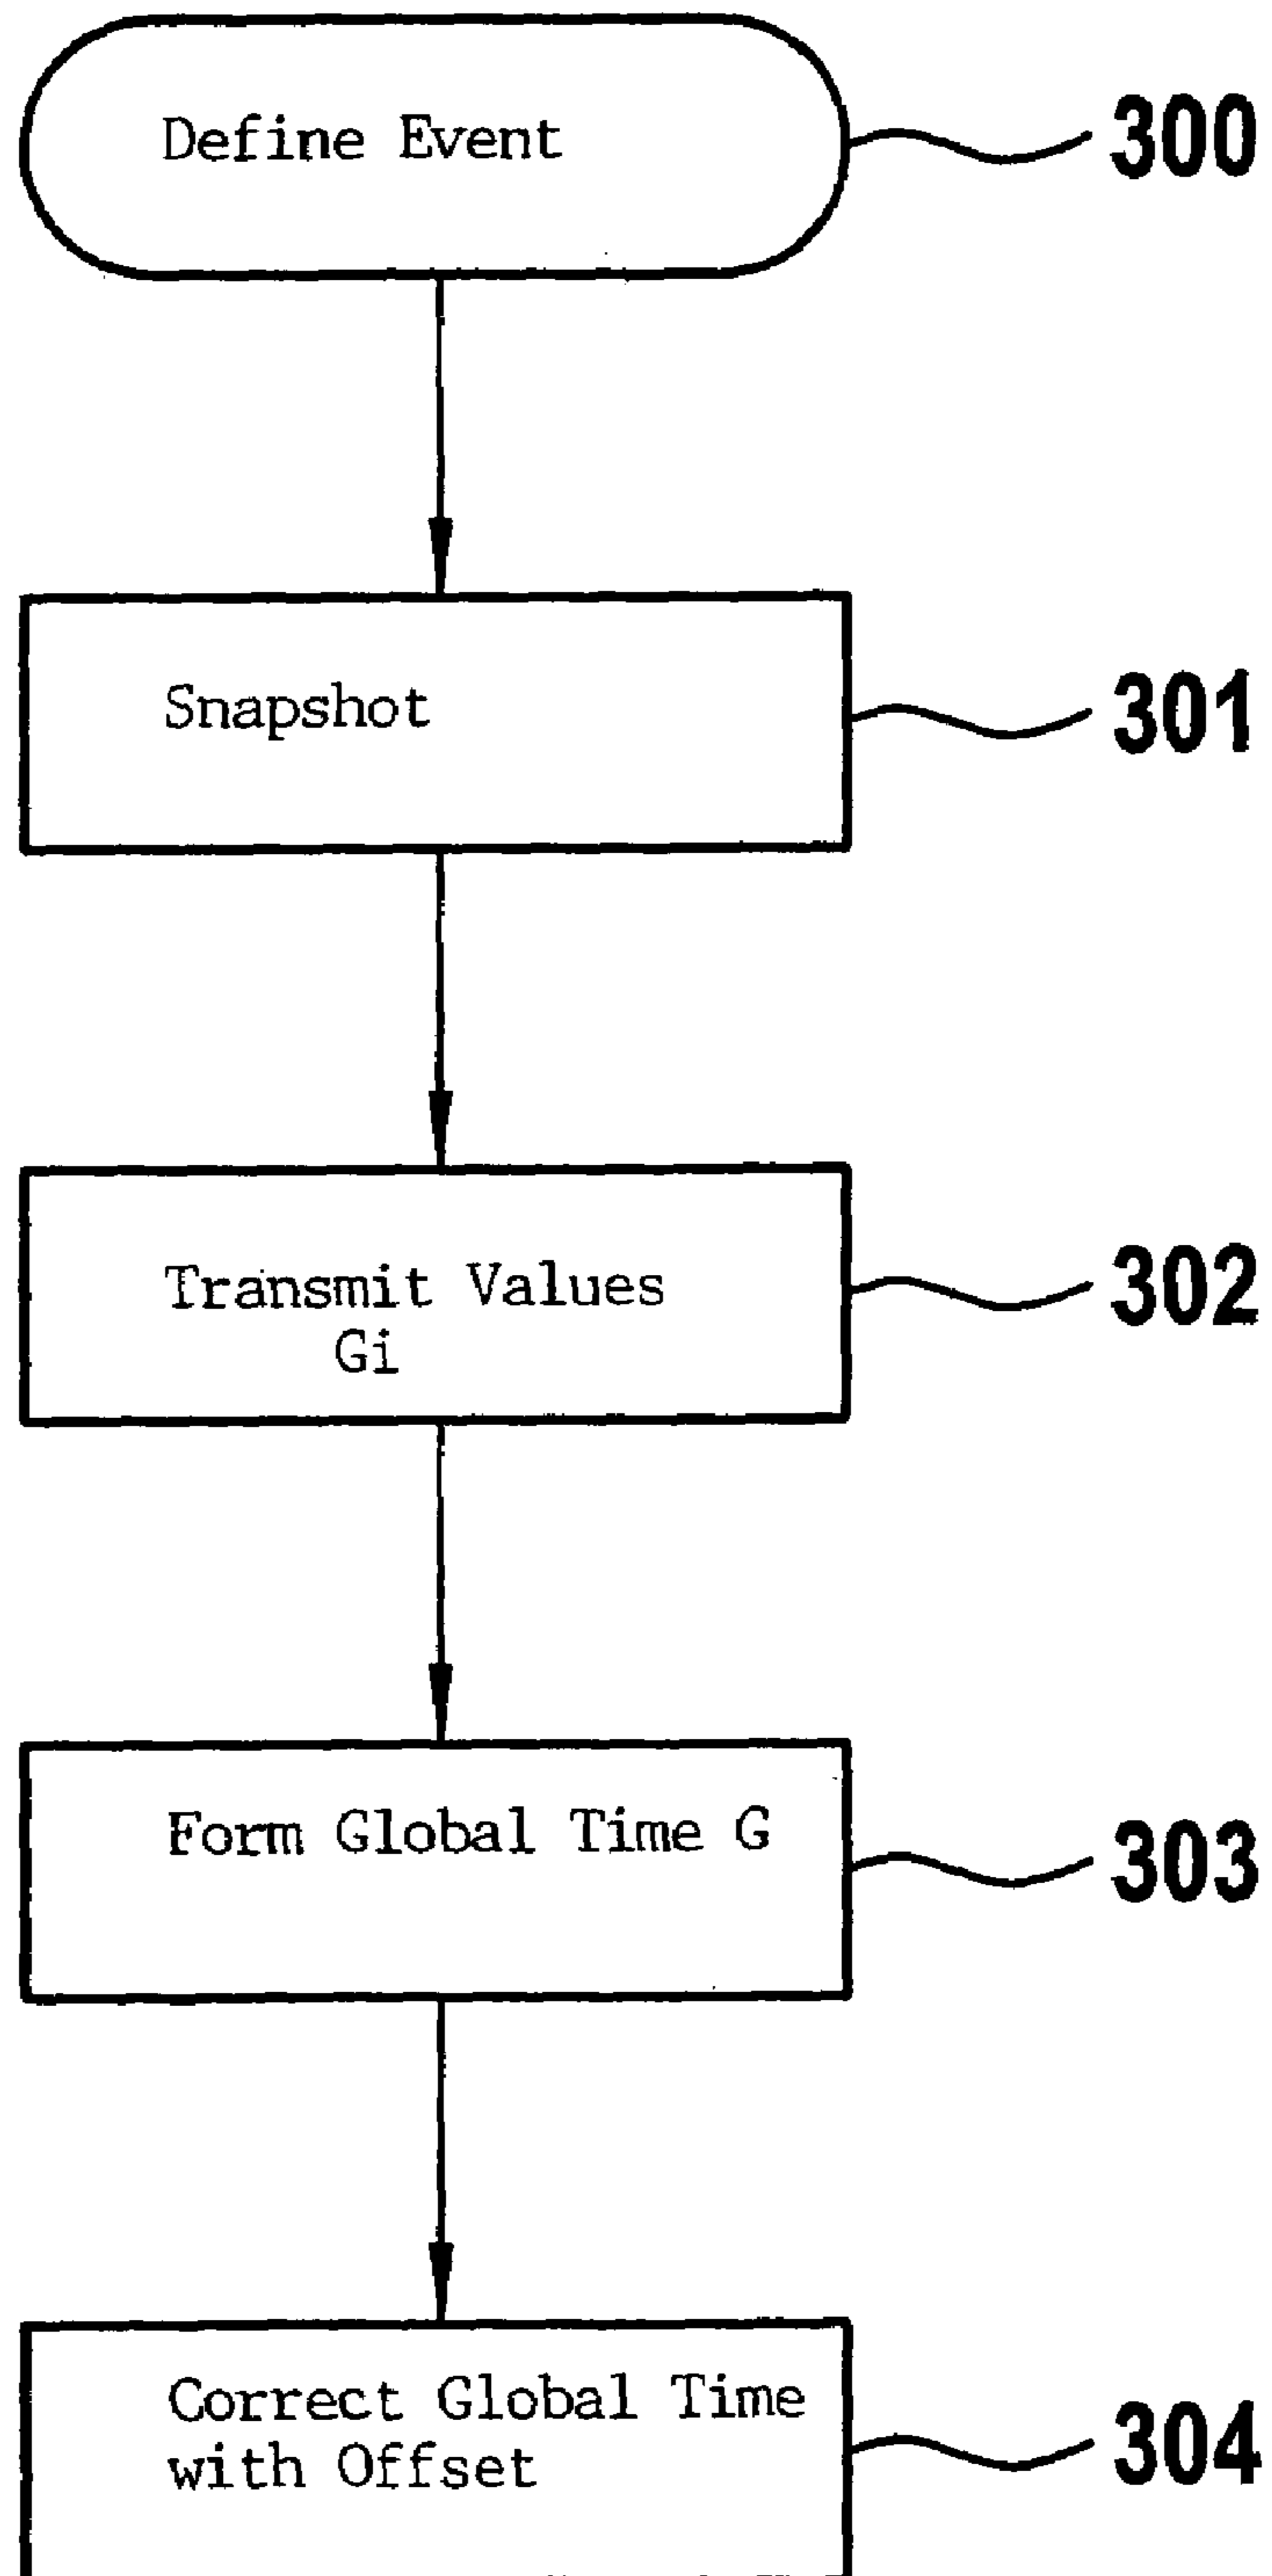 Define Event
300
Snapshot
301
Transmit Values
Gi
302
Form Global Time G
303
Correct Global Time
with Offset
304